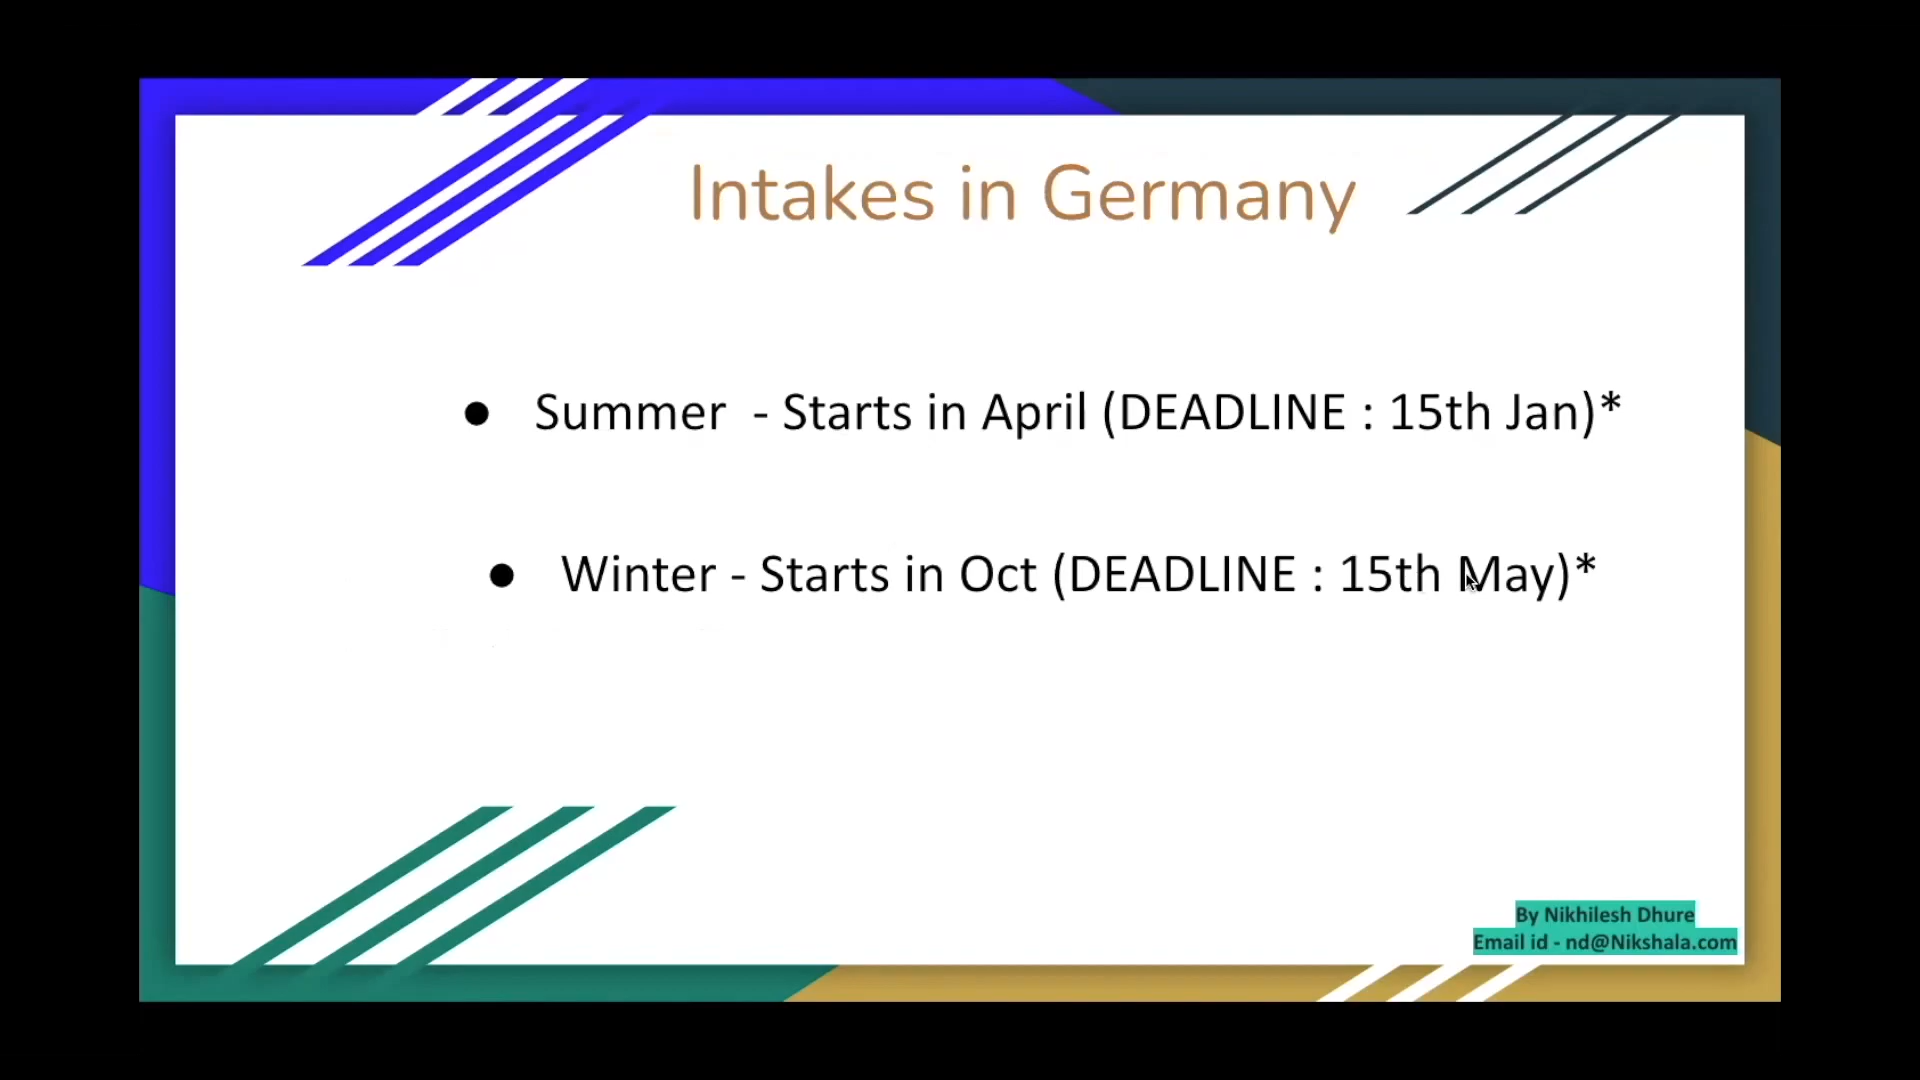 Intakes in Germany
● Summer - Starts in April (DEADLINE : 15th Jan)*
● Winter - Starts in Oct (DEADLINE : 15th May)*
By Nikhilesh Dhure
Email id - nd@Nikshala.com